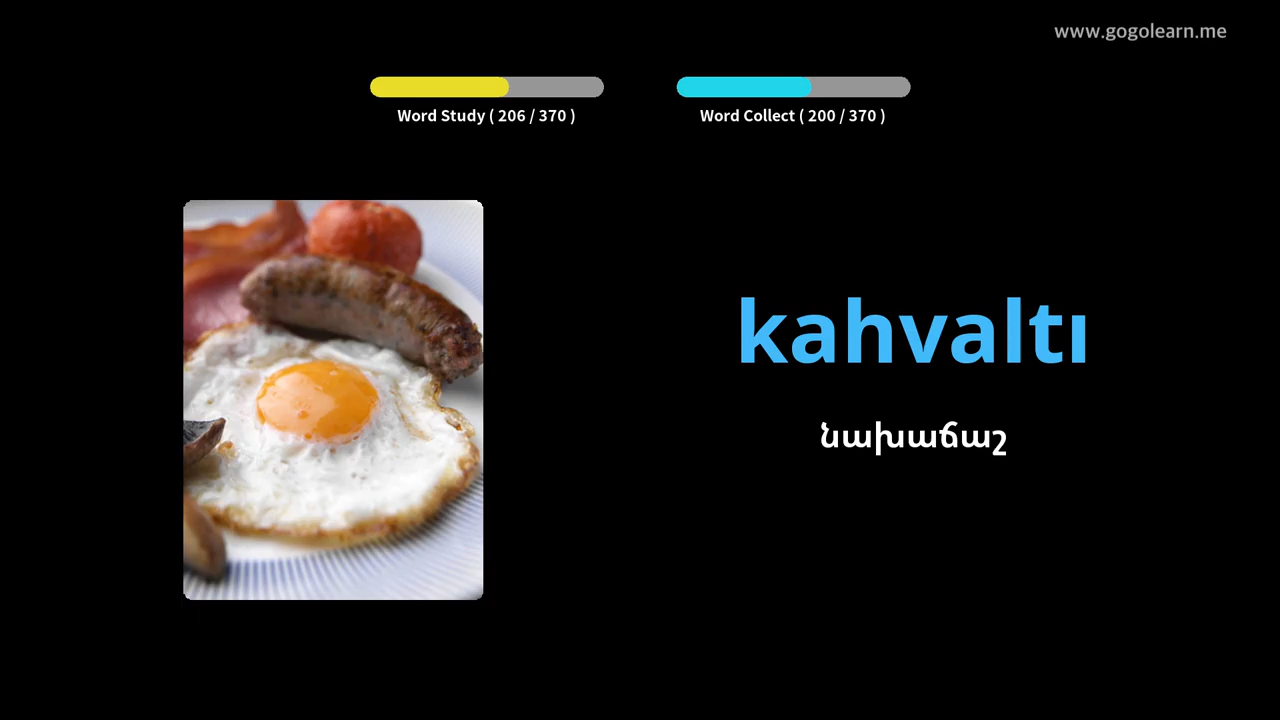 www.gogolearn.me
Word Study ( 206 / 370 )
Word Collect ( 200 / 370 )
kahvaltı
նախաճաշ